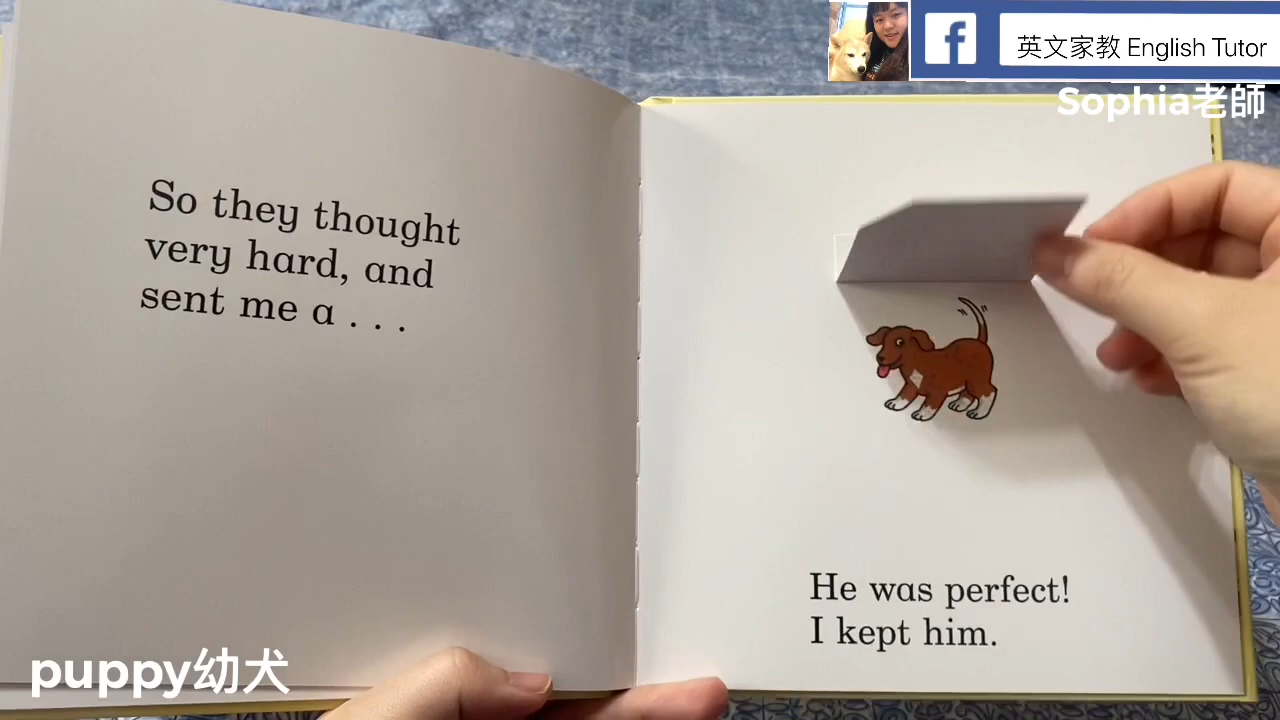 f 英文家教 English Tutor
Sophia老師
So they thought
very hard, and
sent me a . . .
He was perfect!
I kept him.
puppy幼犬